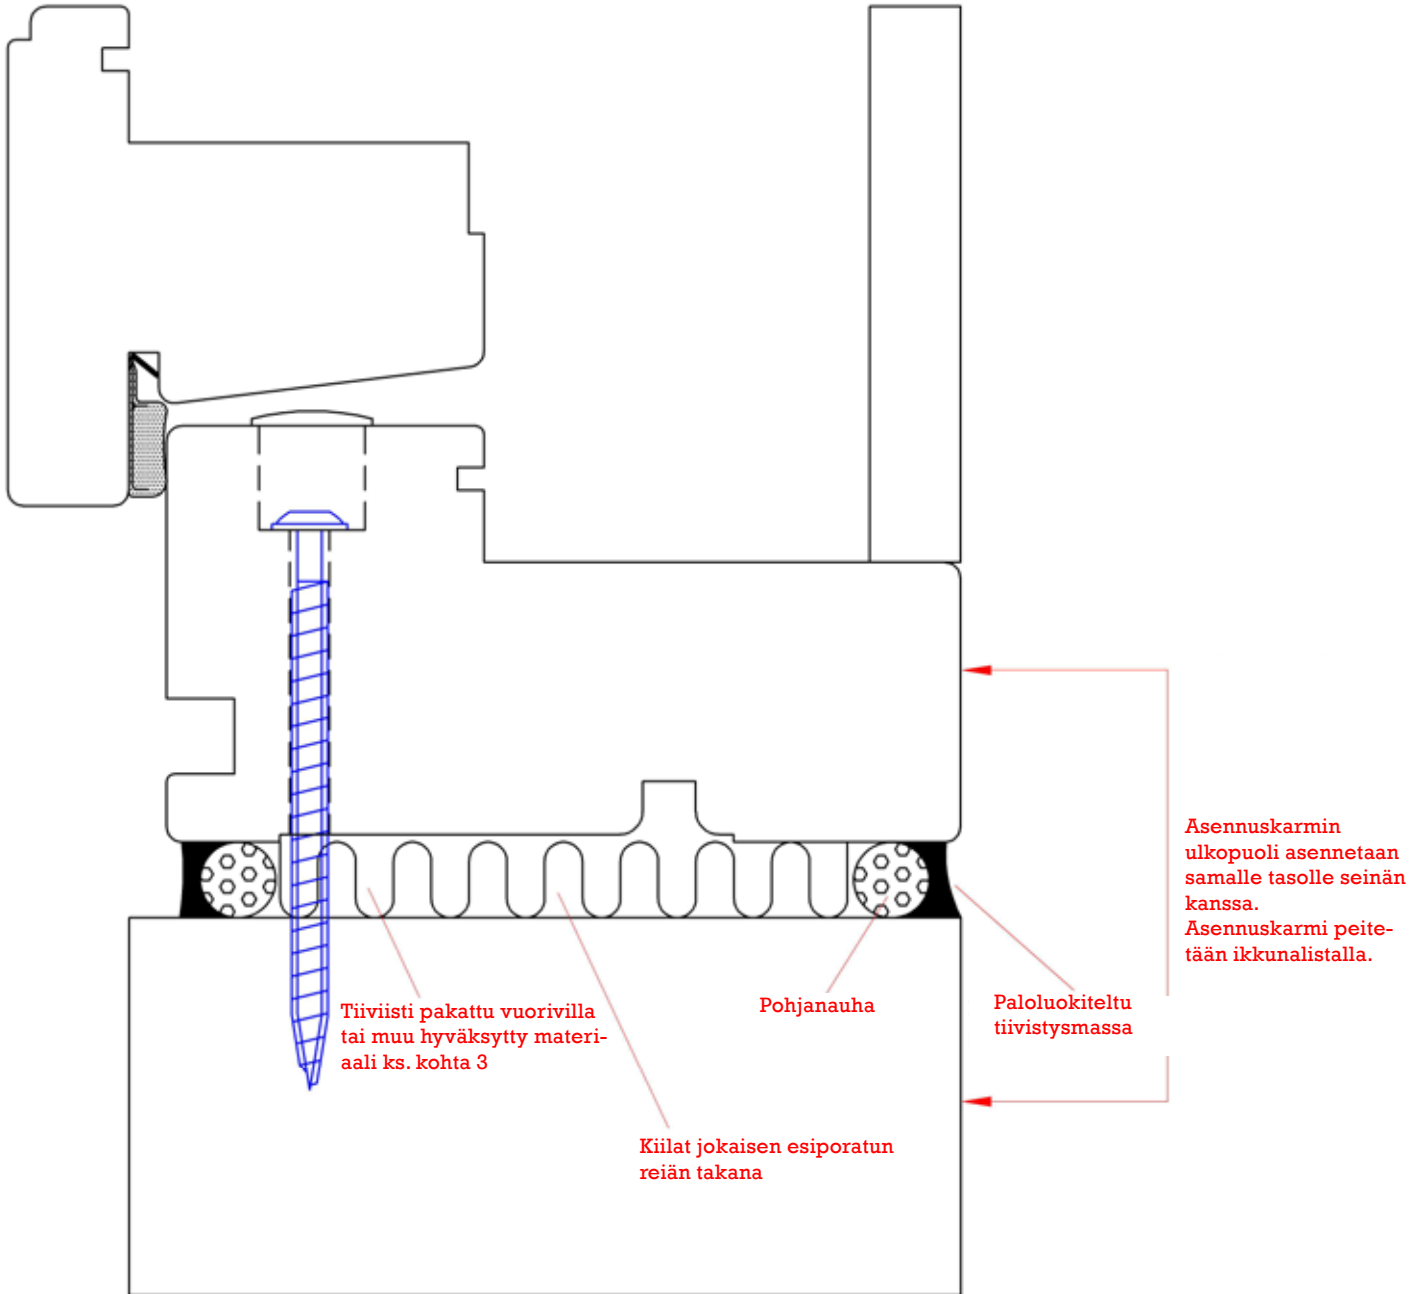 Asennuskarmin
ulkopuoli asennetaan
samalle tasolle seinän
kanssa.
Asennuskarmi peite-
tään ikkunalistalla.
Tiiviisti pakattu vuorivilla
tai muu hyväksytty materi-
aali ks. kohta 3
Pohjanauha
Paloluokiteltu
tiivistysmassa
Kiilat jokaisen esiporatun
reiän takana